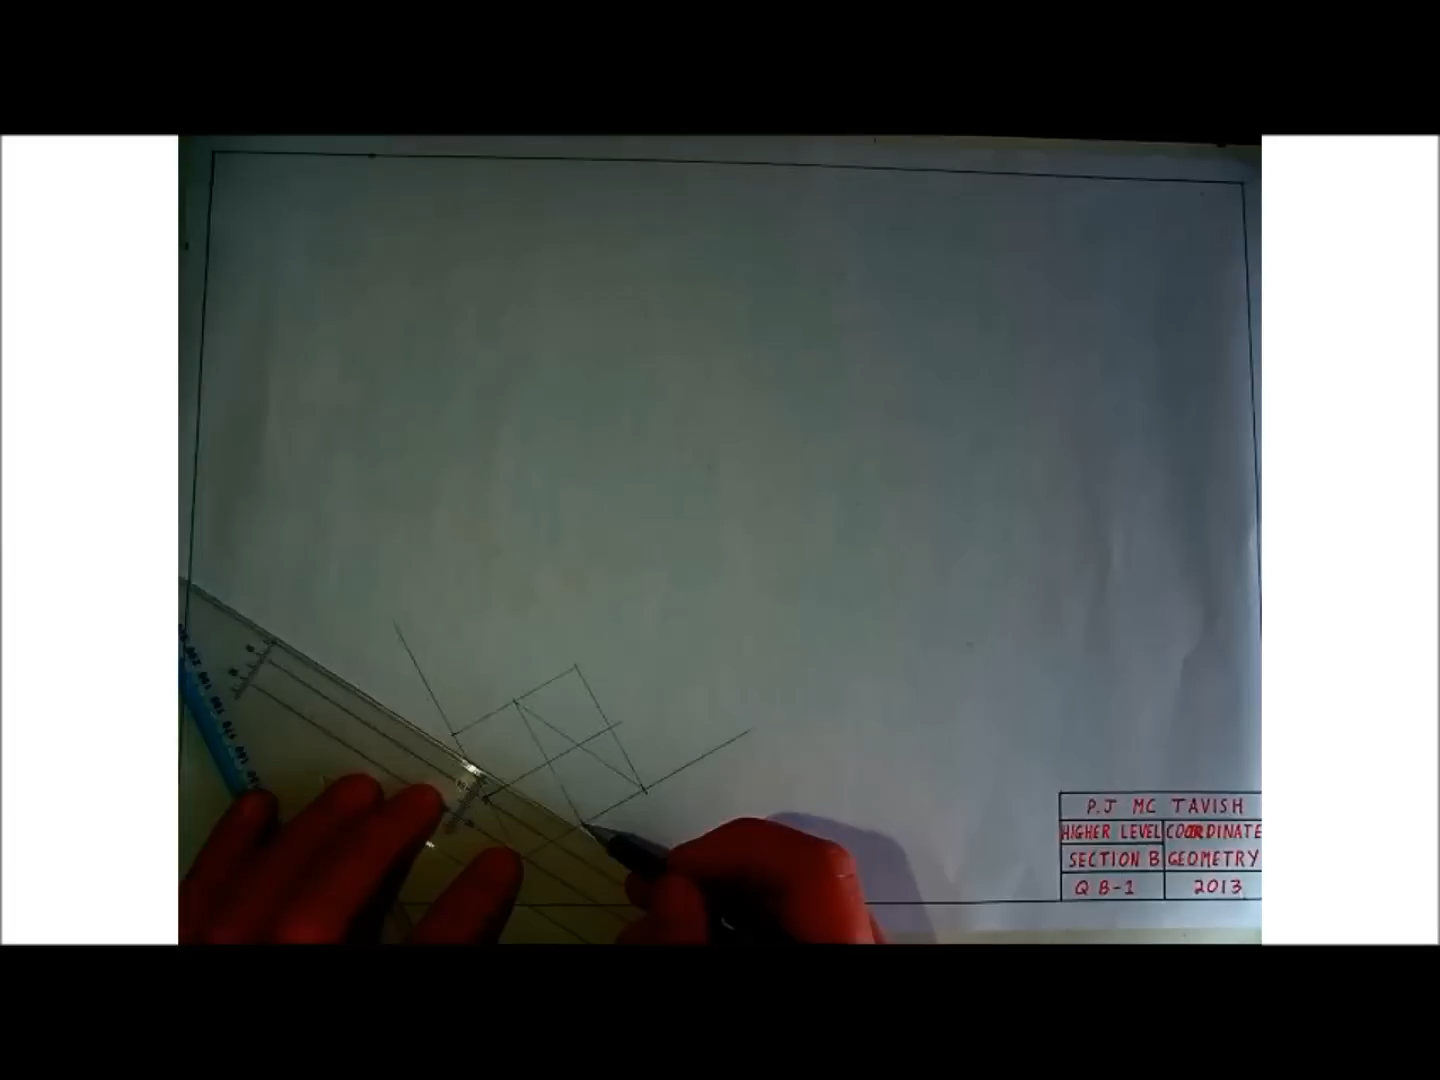 P.J MC TAVISH
HIGHER LEVEL COORDINATE
SECTION B GEOMETRY
Q B-1 2013